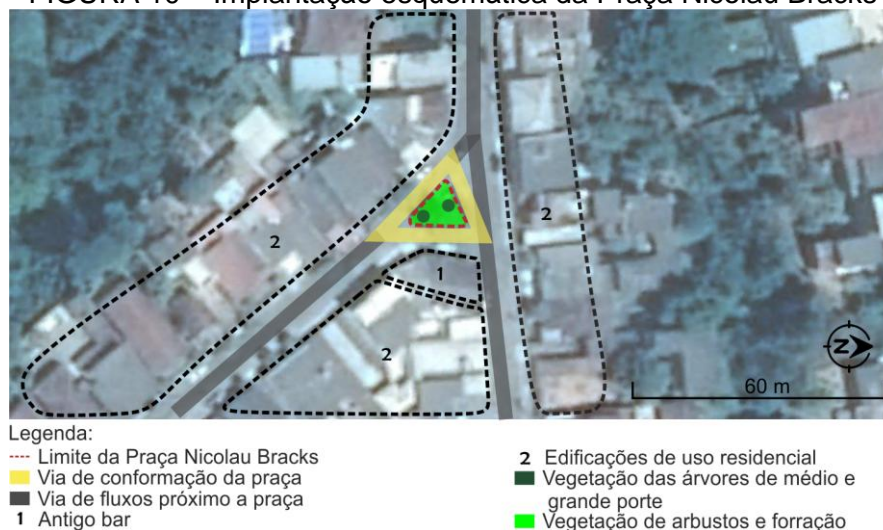 FIGURA 10 – Implantação esquemática da Praça Nicolau Bracks
2
2
1
2
N
60 m
Legenda:
Limite da Praça Nicolau Bracks
Via de conformação da praça
Via de fluxos próximo a praça
1 Antigo bar
2 Edificações de uso residencial
Vegetação das árvores de médio e
grande porte
Vegetação de arbustos e forração